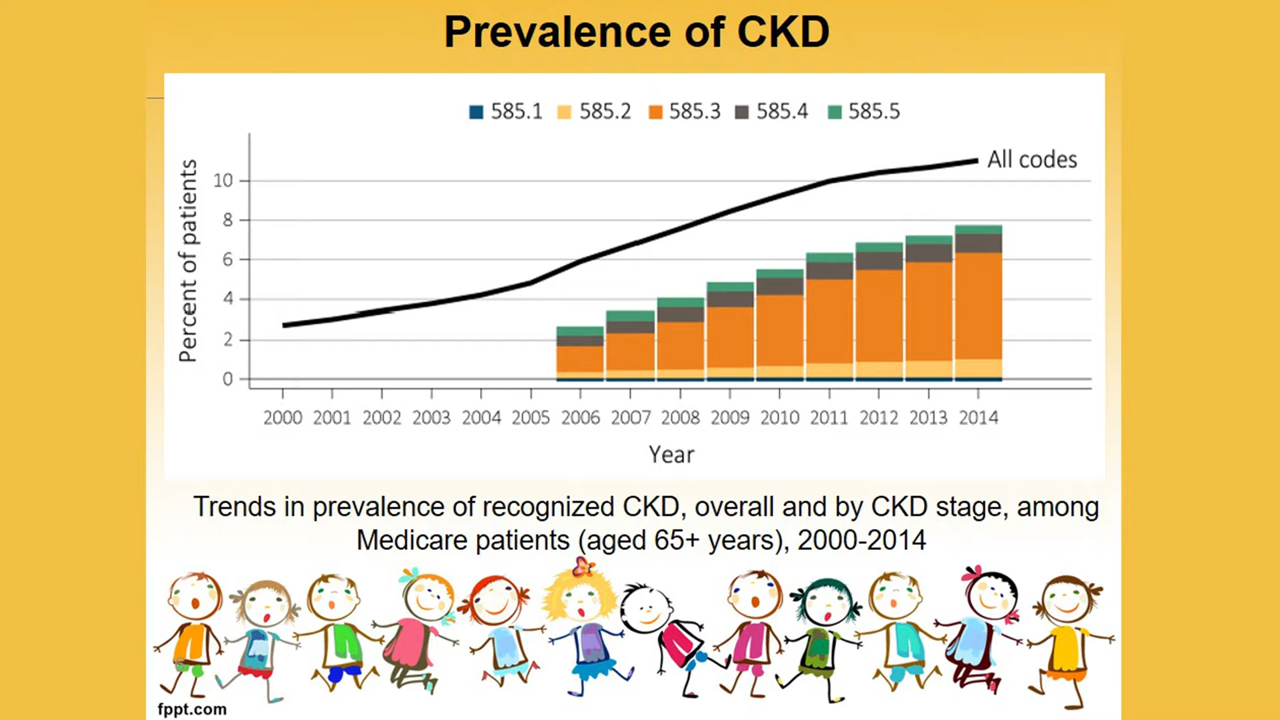 Prevalence of CKD
585.1 585.2 585.3 585.4 585.5
All codes
Percent of patients
10
8
6
4
2
0
2000 2001 2002 2003 2004 2005 2006 2007 2008 2009 2010 2011 2012 2013 2014
Year
Trends in prevalence of recognized CKD, overall and by CKD stage, among
Medicare patients (aged 65+ years), 2000-2014
fppt.com